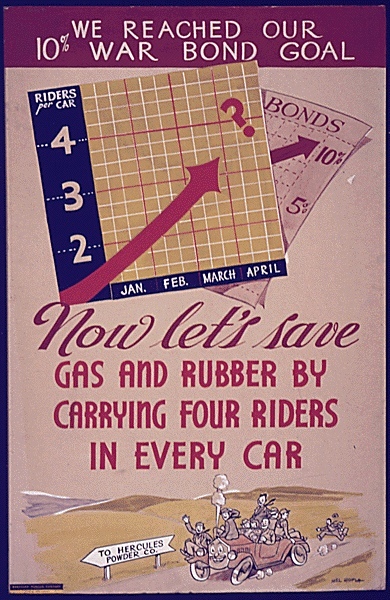 WE REACHED OUR
10% WAR BOND GOAL
RIDERS
per CAR
4
3
2
?
JAN. FEB. MARCH APRIL
BONDS
10%
5%
Now let's save
GAS AND RUBBER BY
CARRYING FOUR RIDERS
IN EVERY CAR
TO HERCULES
POWDER CO.